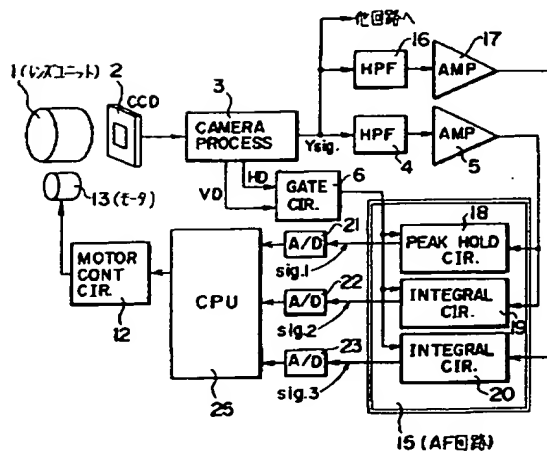 他回路へ
16
17
HPF
AMP
1(レンズユニット)
2
CCD
3
CAMERA
PROCESS
Ysig.
HPF
4
AMP
5
13(モータ)
VD
HD
6
GATE
CIR.
18
PEAK HOLD
CIR.
21
A/D
sig.1
MOTOR
CONT
CIR.
12
CPU
25
22
A/D
sig.2
INTEGRAL
CIR.
19
23
A/D
sig.3
INTEGRAL
CIR.
20
15(AF回路)